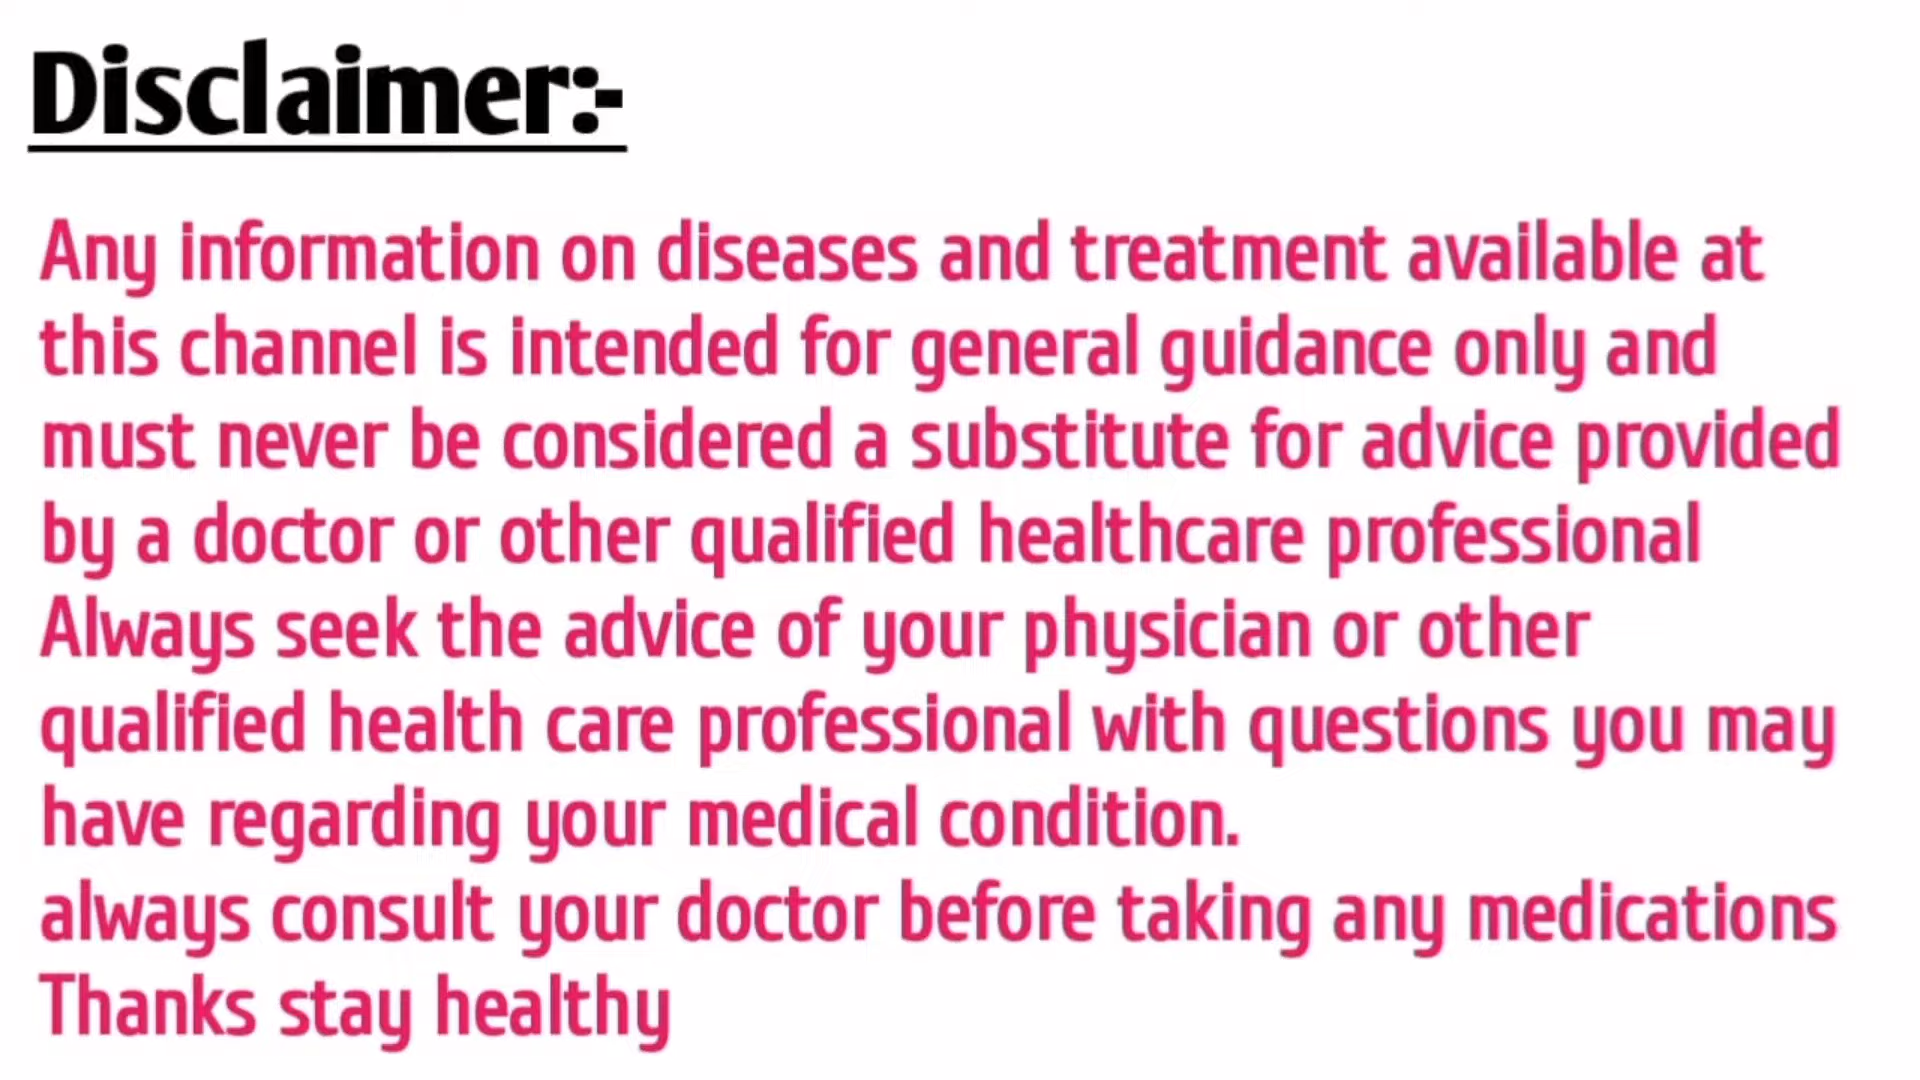 Disclaimer:-
Any information on diseases and treatment available at
this channel is intended for general guidance only and
must never be considered a substitute for advice provided
by a doctor or other qualified healthcare professional
Always seek the advice of your physician or other
qualified health care professional with questions you may
have regarding your medical condition.
always consult your doctor before taking any medications
Thanks stay healthy